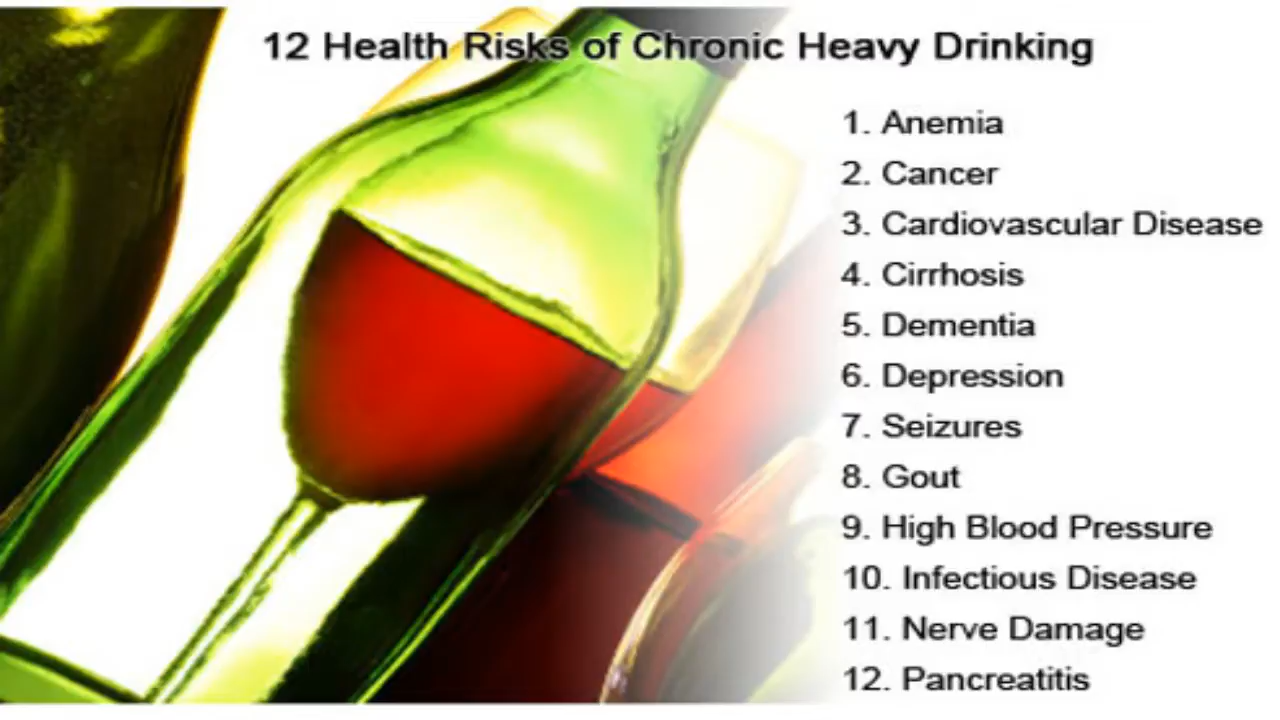 12 Health Risks of Chronic Heavy Drinking
1. Anemia
2. Cancer
3. Cardiovascular Disease
4. Cirrhosis
5. Dementia
6. Depression
7. Seizures
8. Gout
9. High Blood Pressure
10. Infectious Disease
11. Nerve Damage
12. Pancreatitis